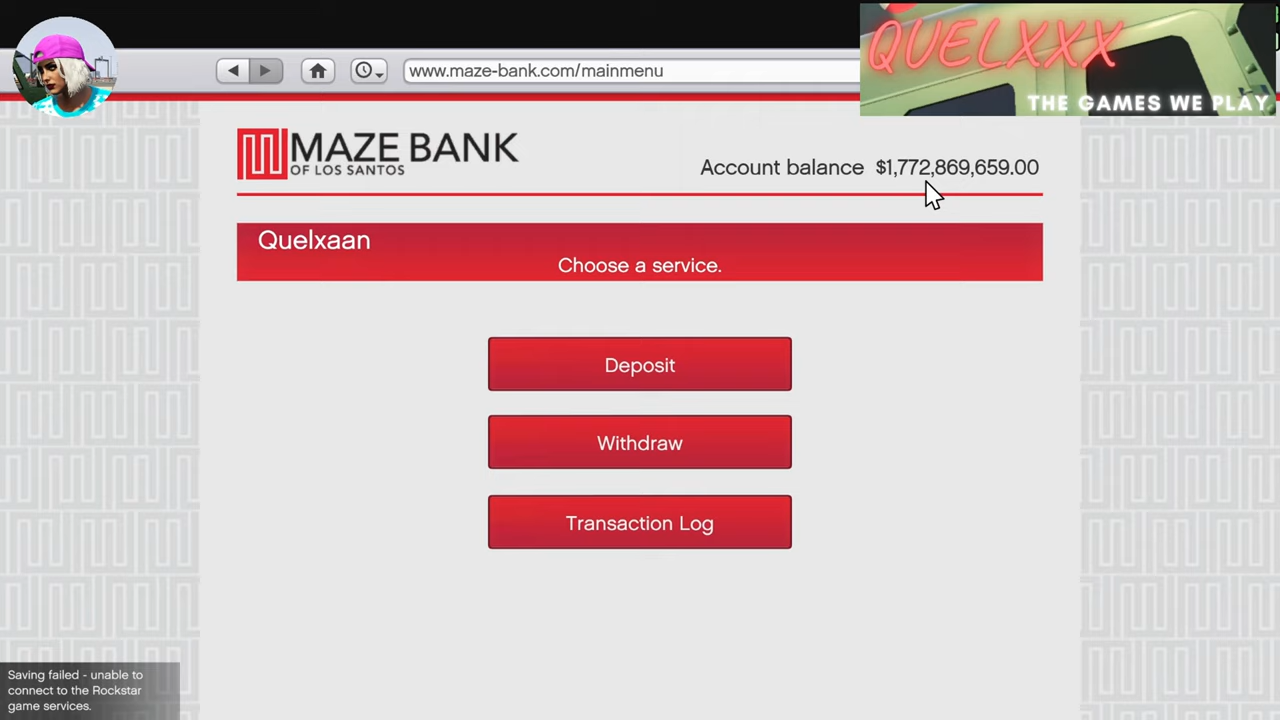 QUELXXX
THE GAMES WE PLAY
www.maze-bank.com/mainmenu
MAZE BANK
OF LOS SANTOS
Account balance $1,772,869,659.00
Quelxaan
Choose a service.
Deposit
Withdraw
Transaction Log
Saving failed - unable to
connect to the Rockstar
game services.